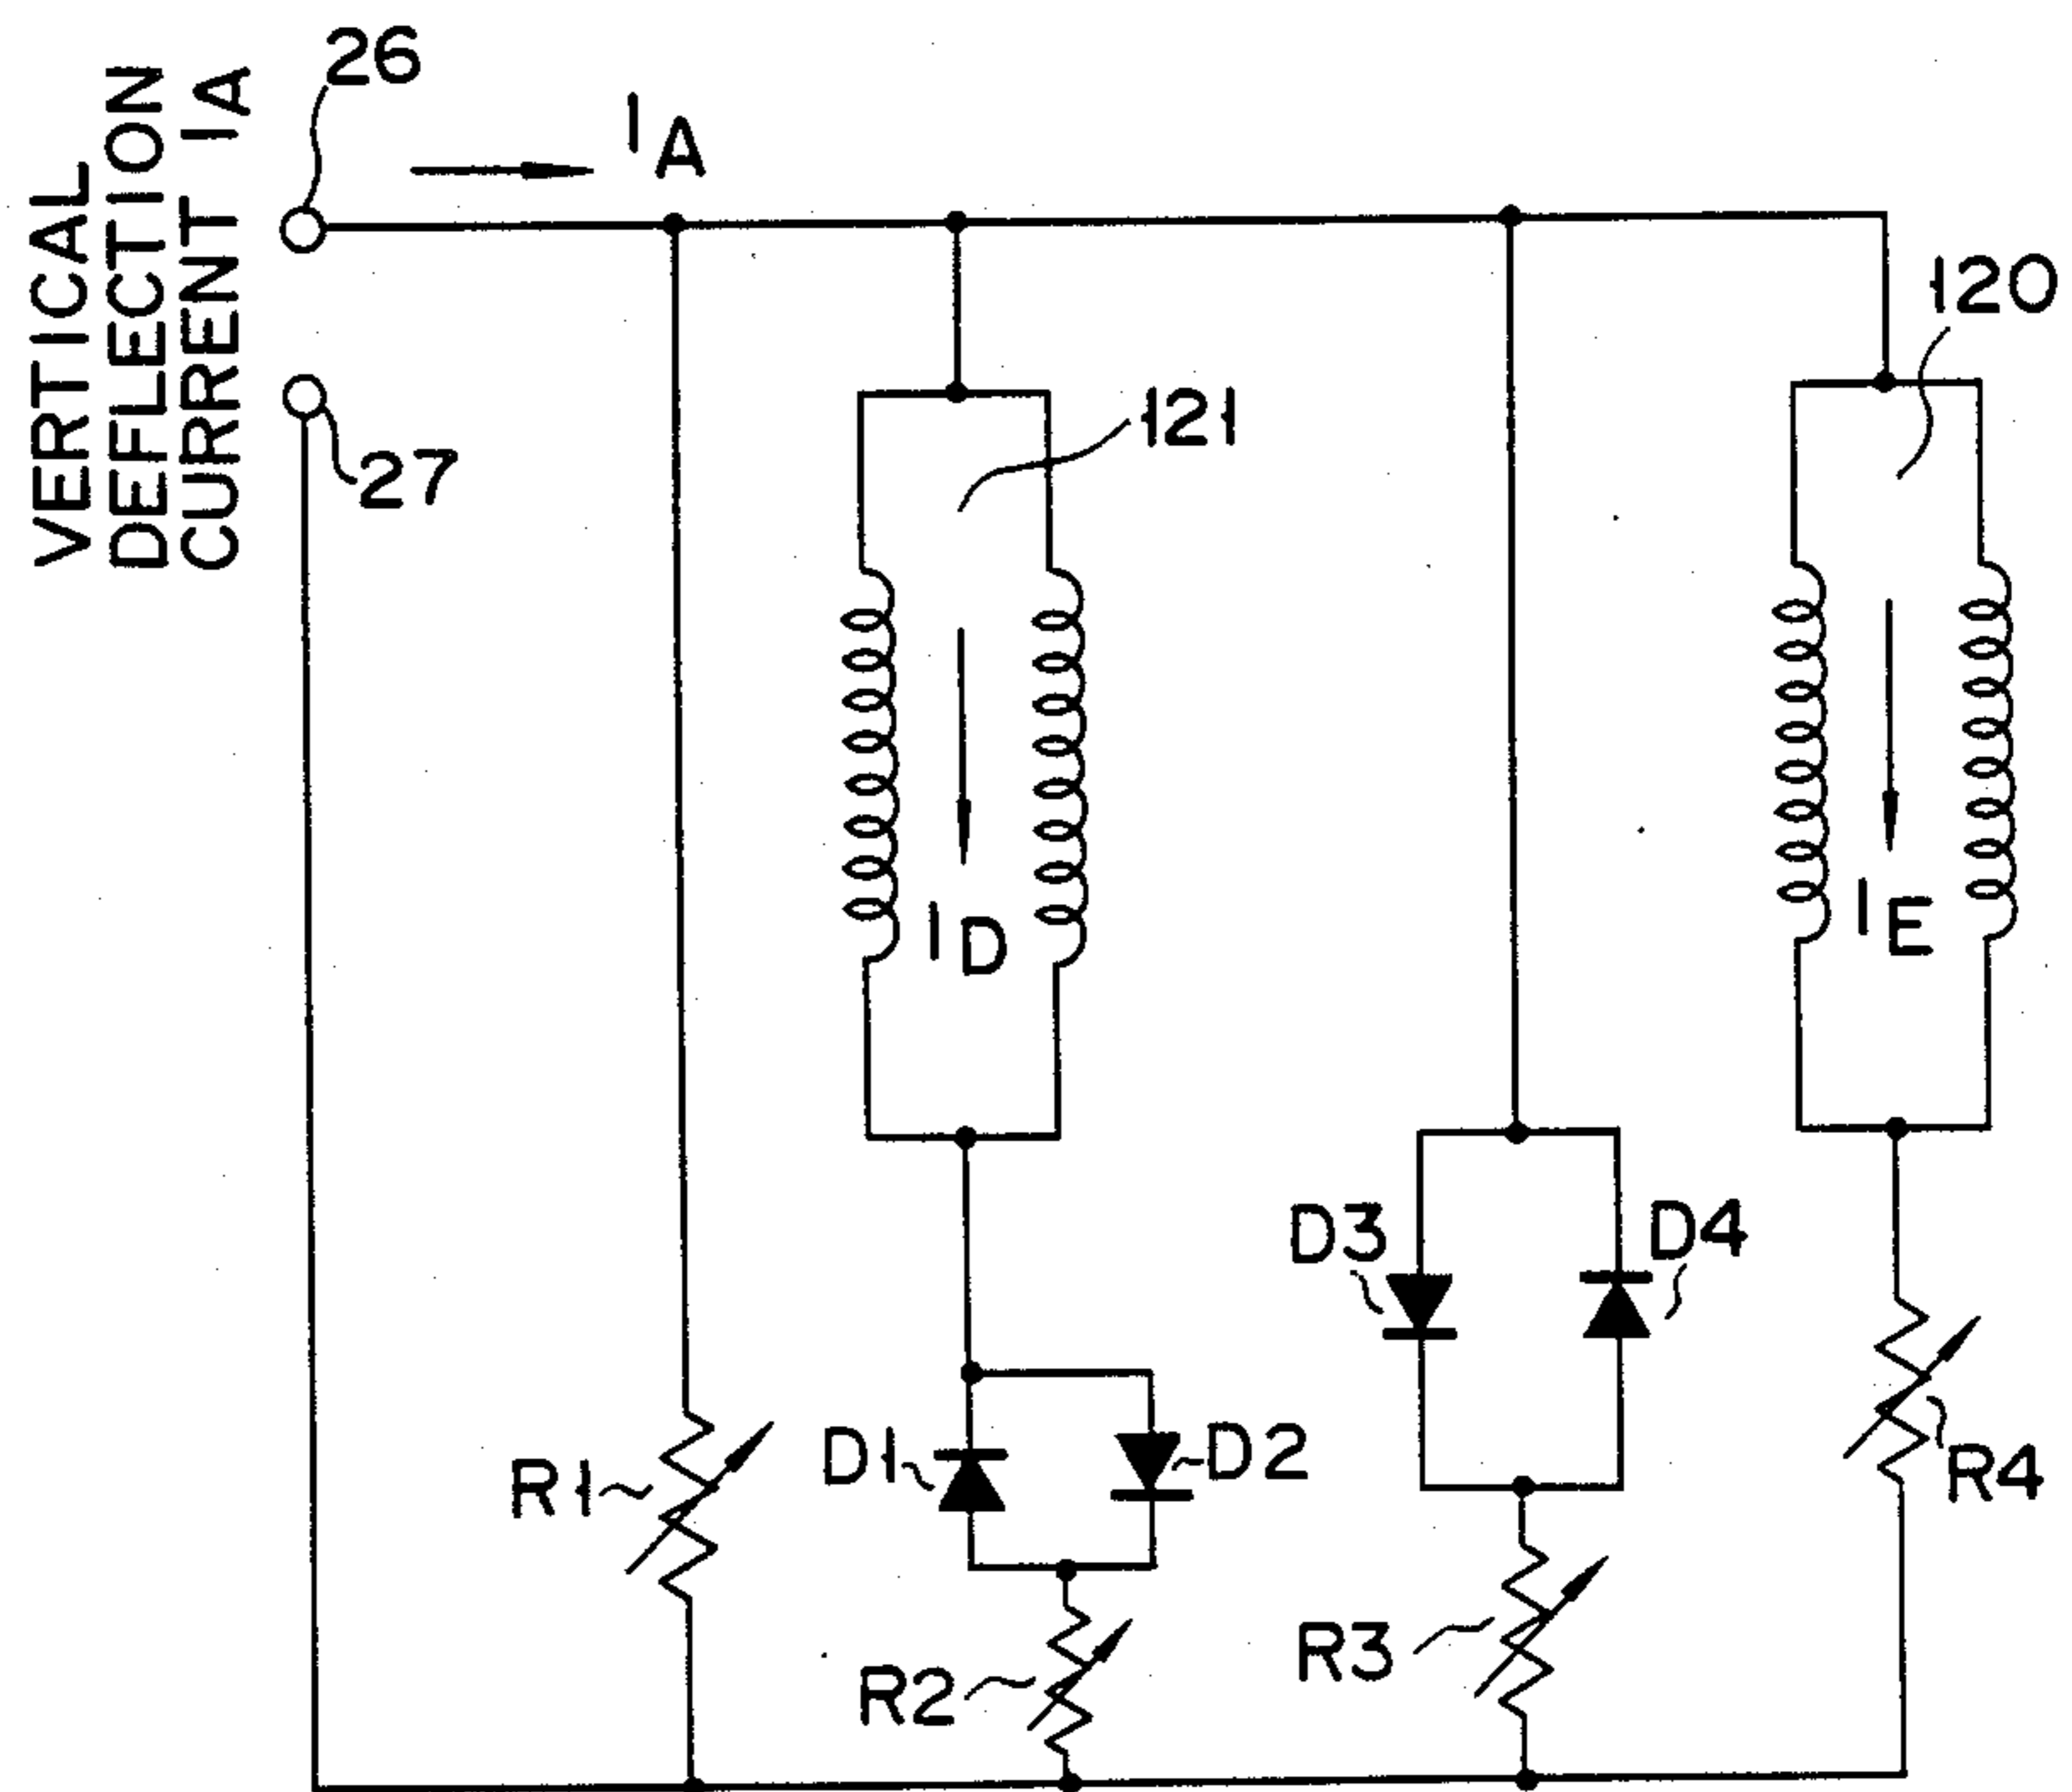 VERTICAL
DEFLECTION
CURRENT IA
26
IA
27
121
120
ID
IE
D3
D4
D1
D2
R1
R4
R2
R3